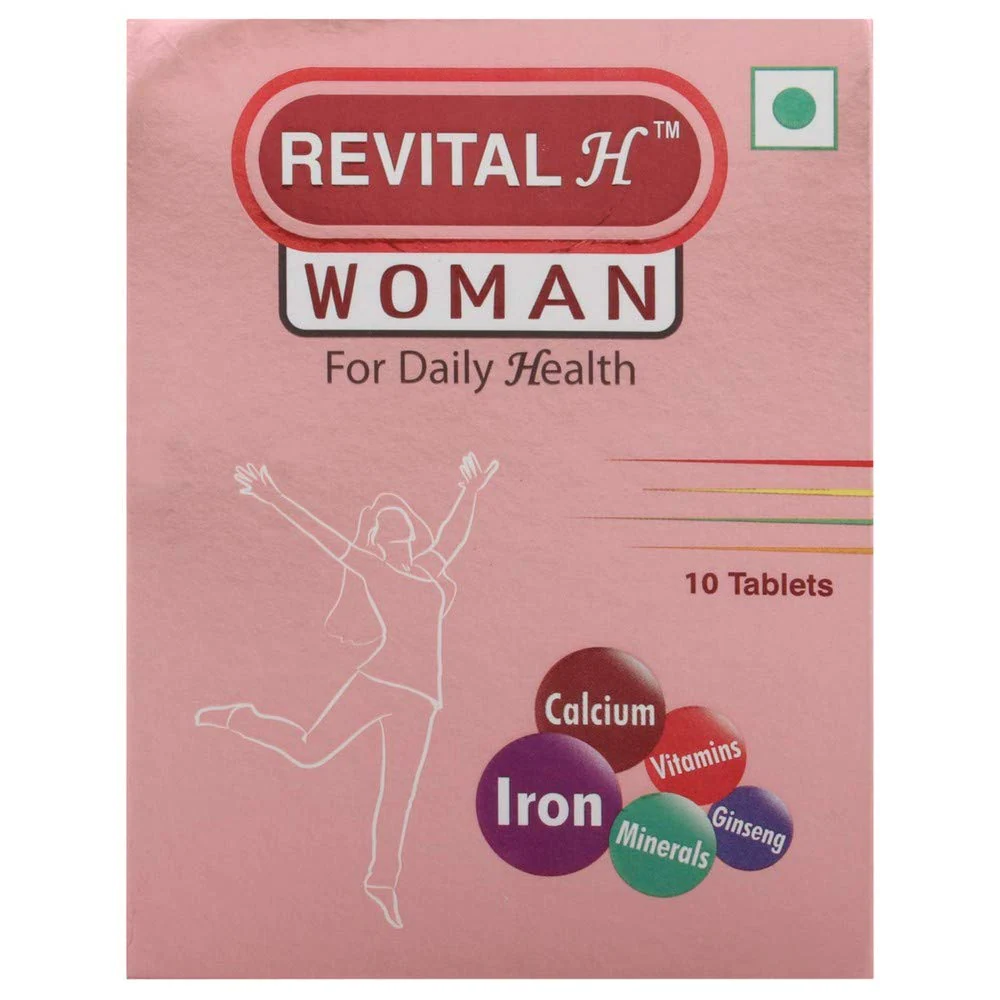 REVITAL H™
WOMAN
For Daily Health
10 Tablets
Calcium
Vitamins
Iron
Minerals
Ginseng